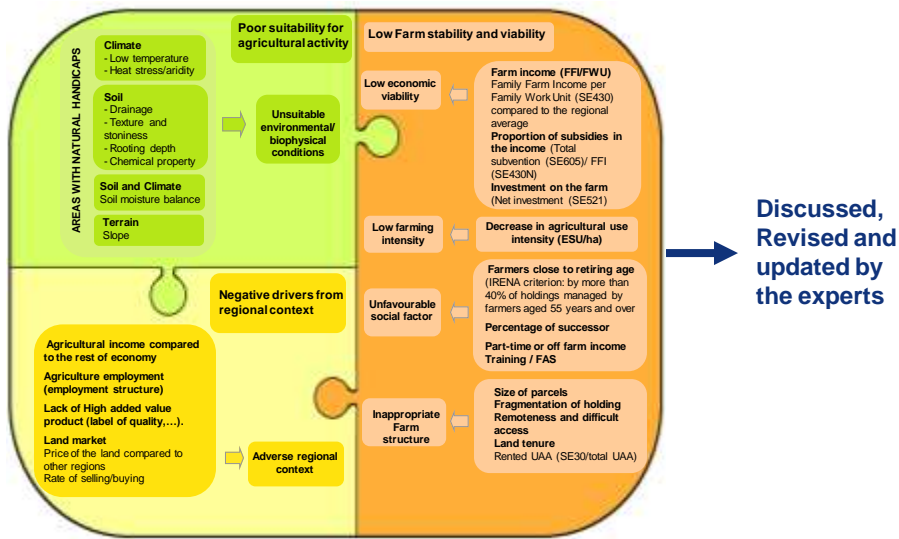 AREAS WITH NATURAL HANDICAPS
Poor suitability for
agricultural activity
Climate
- Low temperature
- Heat stress/aridity
Soil
- Drainage
- Texture and
stoniness
- Rooting depth
- Chemical property
Soil and Climate
Soil moisture balance
Terrain
Slope
Unsuitable
environmental/
biophysical
conditions
Low Farm stability and viability
Low economic
viability
Farm income (FFI/FWU)
Family Farm Income per
Family Work Unit (SE430)
compared to the regional
average
Proportion of subsidies in
the income (Total
subvention (SE605)/ FFI
(SE430N)
Investment on the farm
(Net investment (SE521)
Low farming
intensity
Decrease in agricultural use
intensity (ESU/ha)
Unfavourable
social factor
Farmers close to retiring age
(IRENA criterion: by more than
40% of holdings managed by
farmers aged 55 years and over
Percentage of successor
Part-time or off farm income
Training / FAS
Inappropriate
Farm
structure
Size of parcels
Fragmentation of holding
Remoteness and difficult
access
Land tenure
Rented UAA (SE30/total UAA)
Negative drivers from
regional context
Agricultural income compared
to the rest of economy
Agriculture employment
(employment structure)
Lack of High added value
product (label of quality,...).
Land market
Price of the land compared to
other regions
Rate of selling/buying
Adverse regional
context
Discussed,
Revised and
updated by
the experts